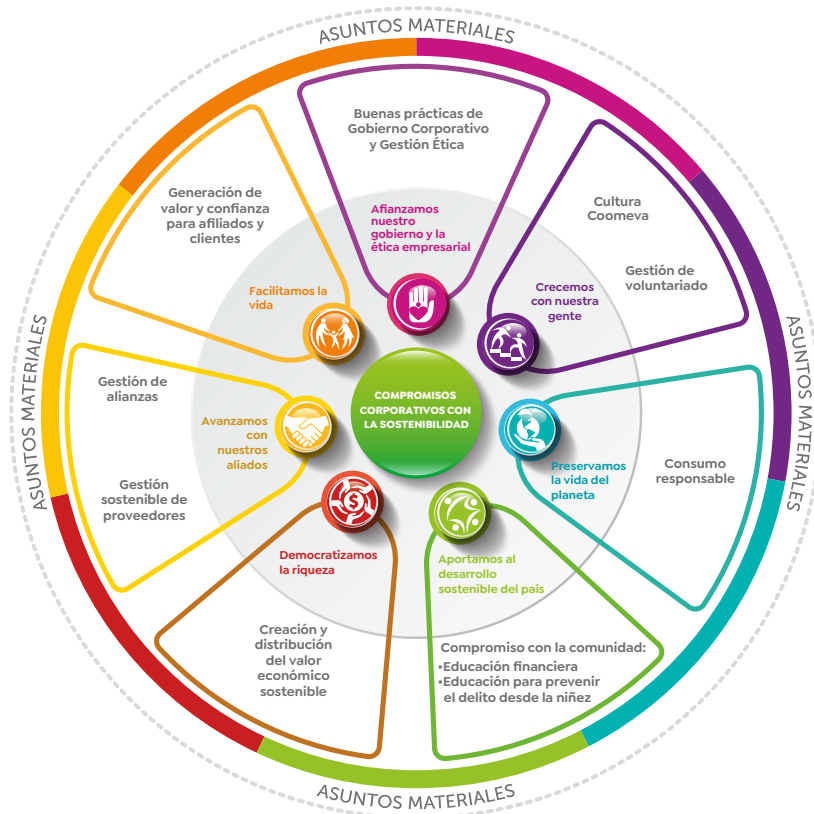 ASUNTOS MATERIALES
Buenas prácticas de
Gobierno Corporativo
y Gestión Ética
Afianzamos
nuestro
gobierno y la
ética empresarial
Cultura
Coomeva
Gestión de
voluntariado
Crecemos
con nuestra
gente
ASUNTOS MATERIALES
Consumo
responsable
Preservamos
la vida del
planeta
Aportamos al
desarrollo
sostenible del país
Compromiso con la comunidad:
•Educación financiera
•Educación para prevenir
el delito desde la niñez
ASUNTOS MATERIALES
Democratizamos
la riqueza
Creación y
distribución
del valor
económico
sostenible
Avanzamos
con
nuestros
aliados
Gestión de
alianzas
Gestión
sostenible de
proveedores
ASUNTOS MATERIALES
Facilitamos la
vida
Generación de
valor y confianza
para afiliados y
clientes
COMPROMISOS
CORPORATIVOS CON
LA SOSTENIBILIDAD
$